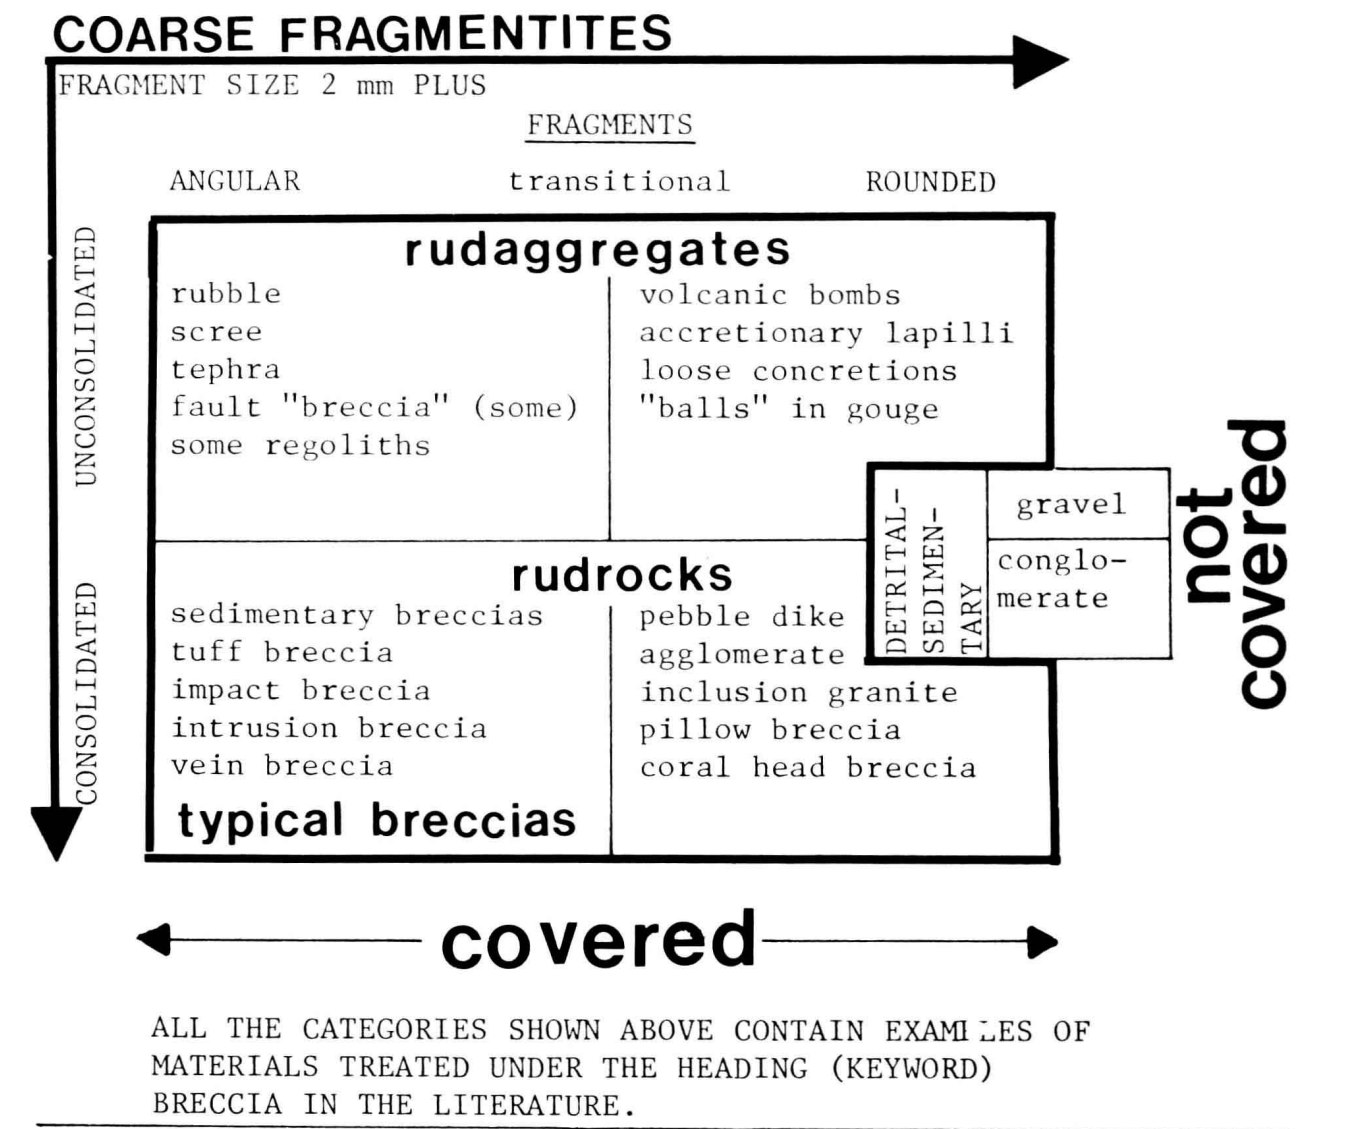 COARSE FRAGMENTITES
FRAGMENT SIZE 2 mm PLUS
FRAGMENTS
ANGULAR transitional ROUNDED
UNCONSOLIDATED
rudaggregates
rubble
scree
tephra
fault "breccia" (some)
some regoliths
volcanic bombs
accretionary lapilli
loose concretions
"balls" in gouge
DETRITAL-
SEDIMEN-
TARY
gravel
conglo-
merate
not
covered
CONSOLIDATED
rudrocks
sedimentary breccias
tuff breccia
impact breccia
intrusion breccia
vein breccia
typical breccias
pebble dike
agglomerate
inclusion granite
pillow breccia
coral head breccia
covered
ALL THE CATEGORIES SHOWN ABOVE CONTAIN EXAMPLES OF
MATERIALS TREATED UNDER THE HEADING (KEYWORD)
BRECCIA IN THE LITERATURE.